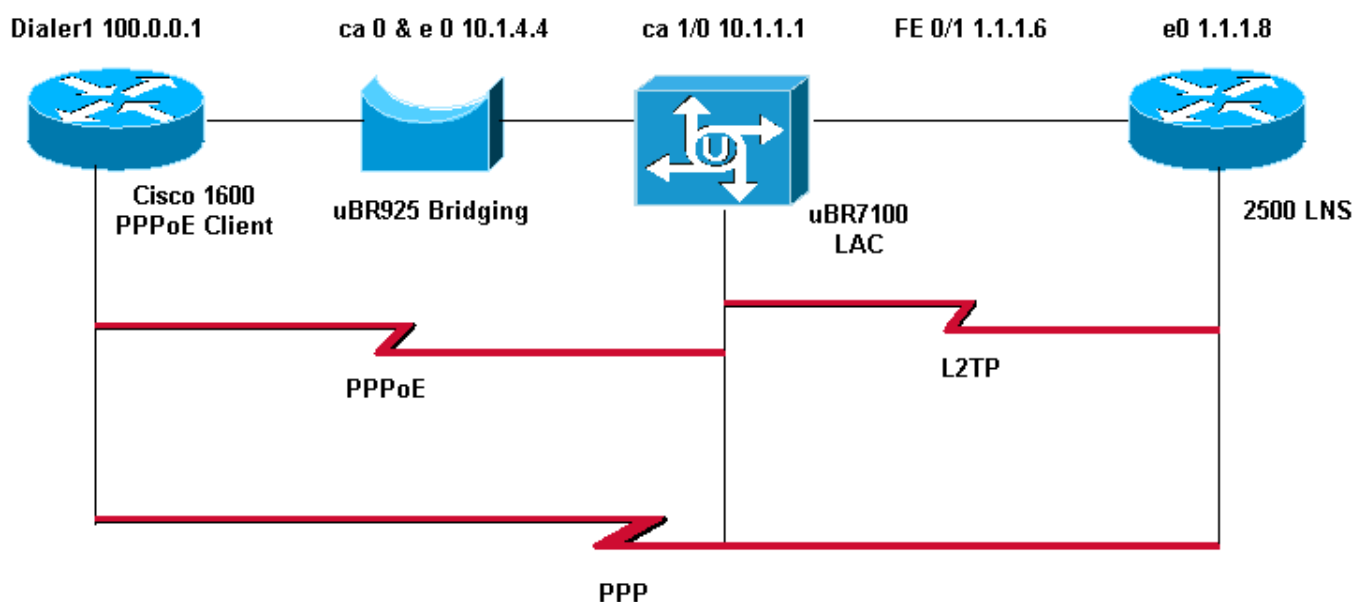 Dialer1 100.0.0.1
ca 0 & e 0 10.1.4.4
ca 1/0 10.1.1.1
FE 0/1 1.1.1.6
e0 1.1.1.8
Cisco 1600
PPPoE Client
uBR925 Bridging
U
uBR7100
LAC
2500 LNS
PPPoE
L2TP
PPP